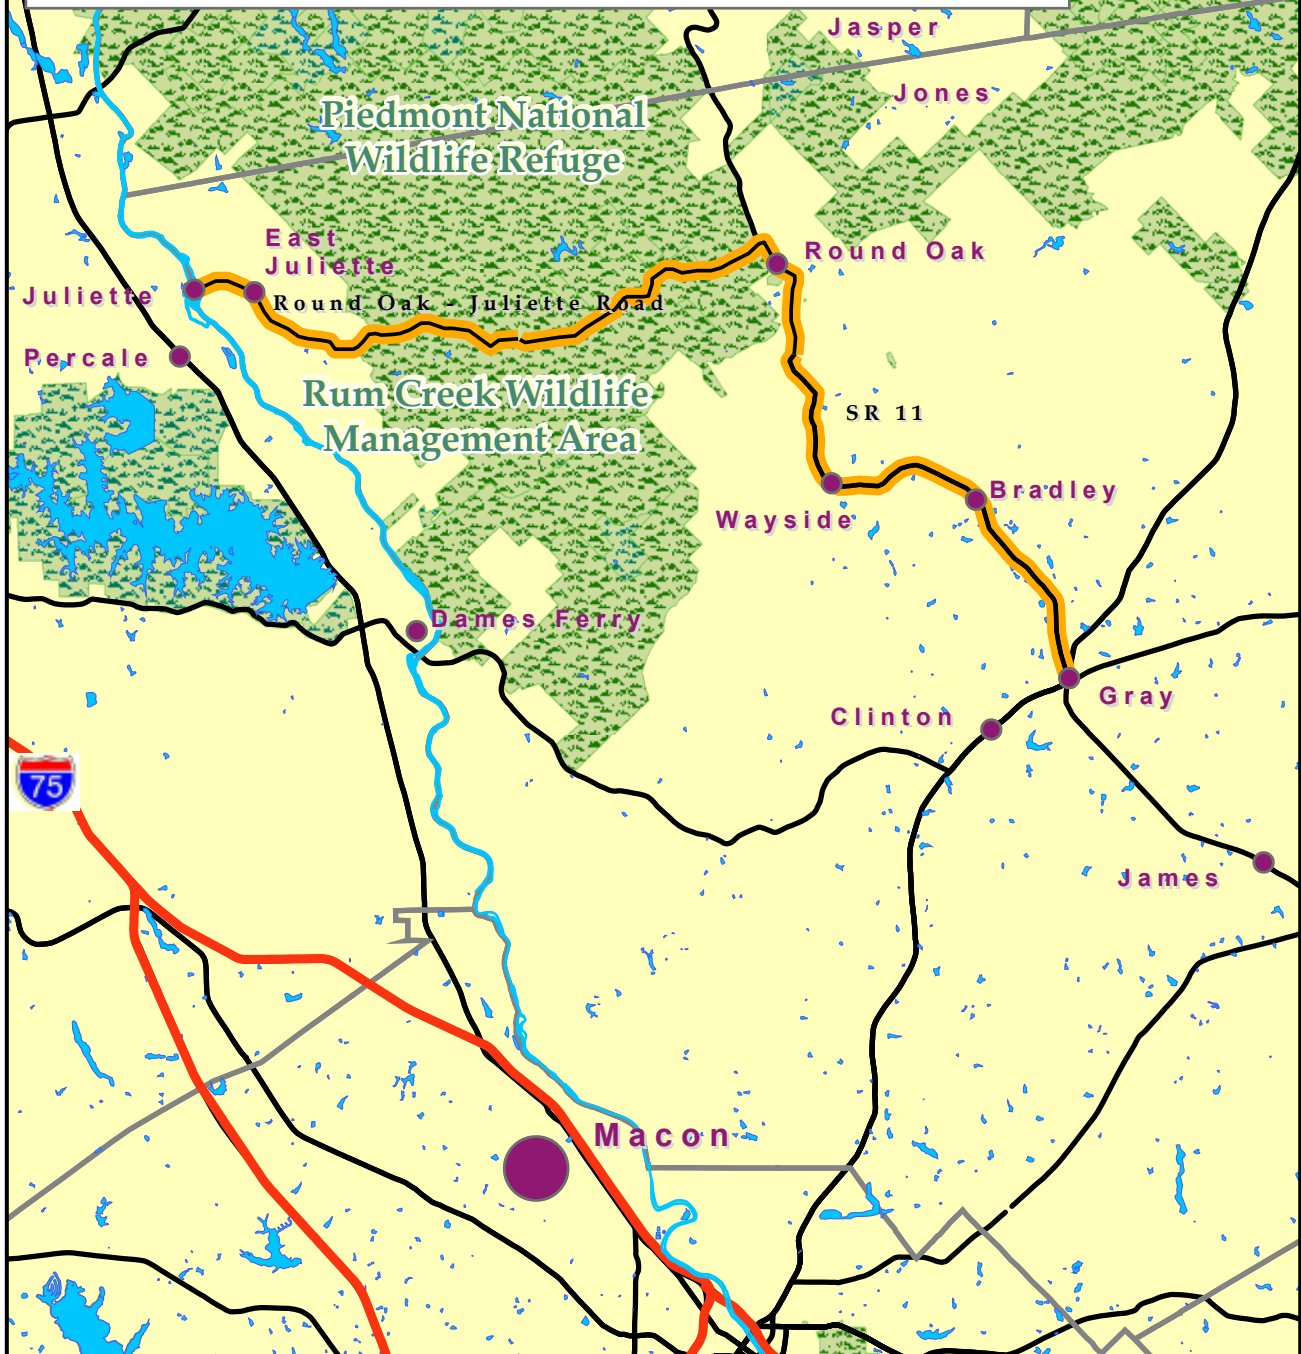 Jasper
Jones
Piedmont National
Wildlife Refuge
East
Juliette
Round Oak
Juliette
Round Oak - Juliette Road
Percale
Rum Creek Wildlife
Management Area
SR 11
Bradley
Wayside
Dames Ferry
Gray
Clinton
75
James
Macon